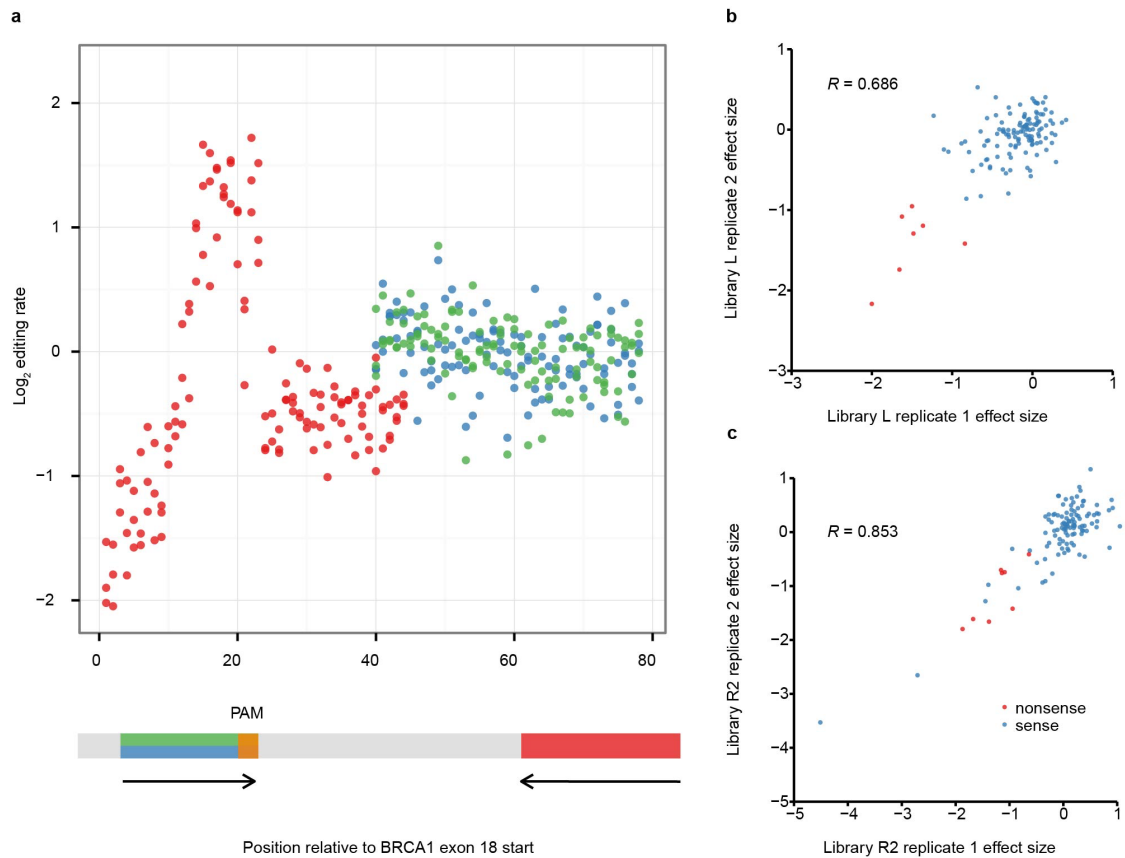 a
Log2 editing rate
2
1
0
−1
−2
0 20 40 60 80
PAM
Position relative to BRCA1 exon 18 start
b
Library L replicate 2 effect size
R = 0.686
1
0
−1
−2
−3
−3 −2 −1 0 1
Library L replicate 1 effect size
c
Library R2 replicate 2 effect size
R = 0.853
1
0
−1
−2
−3
−4
−5
nonsense
sense
−5 −4 −3 −2 −1 0 1
Library R2 replicate 1 effect size